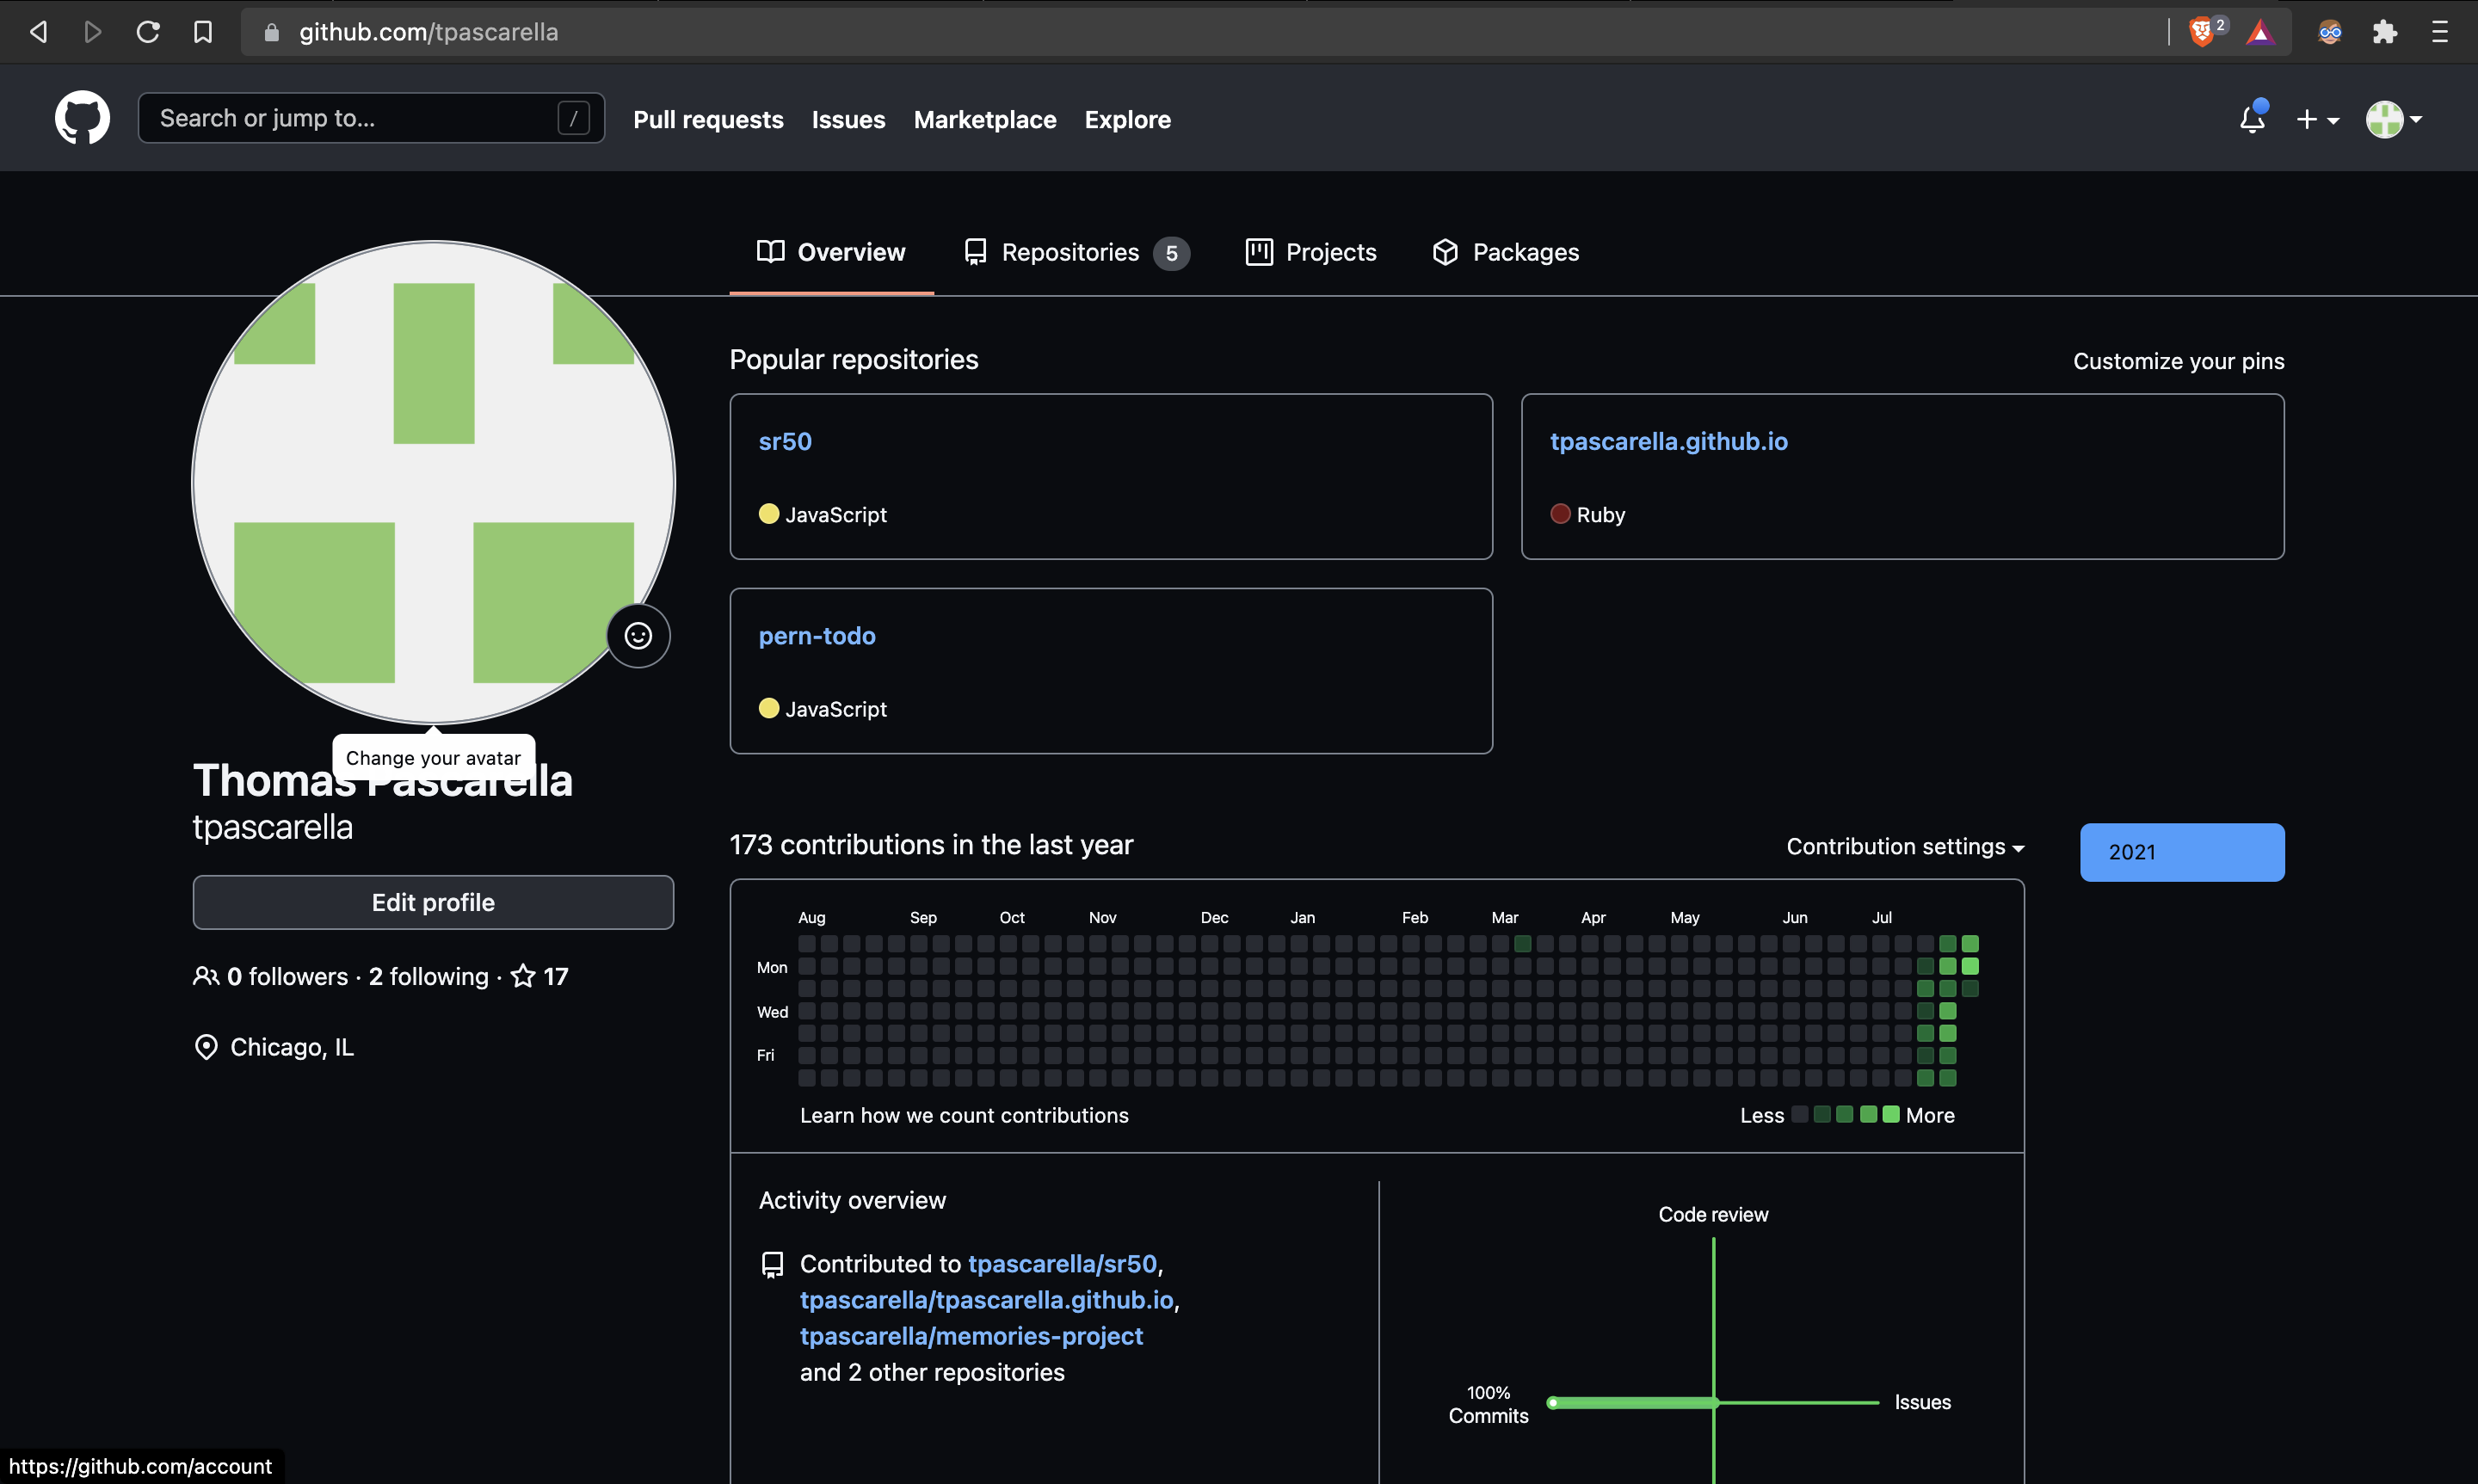 github.com/tpascarella
2
Search or jump to... /
Pull requests Issues Marketplace Explore
Overview Repositories 5 Projects Packages
Popular repositories
Customize your pins
sr50
JavaScript
tpascarella.github.io
Ruby
pern-todo
JavaScript
Change your avatar
Thomas Pascarella
tpascarella
Edit profile
0 followers · 2 following · 17
Chicago, IL
173 contributions in the last year
Contribution settings
2021
Aug Sep Oct Nov Dec Jan Feb Mar Apr May Jun Jul
Mon
Wed
Fri
Learn how we count contributions
Less More
Activity overview
Contributed to tpascarella/sr50,
tpascarella/tpascarella.github.io,
tpascarella/memories-project
and 2 other repositories
Code review
100%
Commits
Issues
https://github.com/account